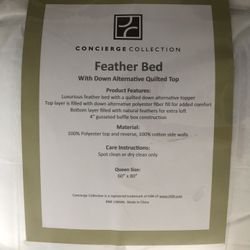 CONCIERGE COLLECTION
Feather Bed
With Down Alternative Quilted Top
Product Features:
Luxurious feather bed with a quilted down alternative topper
Top layer is filled with down alternative polyester fiber fill for added comfort
Bottom layer filled with natural feathers for extra loft
4" gusseted baffle box construction
Material:
100% Polyester top and reverse, 100% cotton side walls
Care Instructions:
Spot clean or dry clean only
Queen Size:
60" x 80"
Concierge Collection is a registered trademark of
Made in China